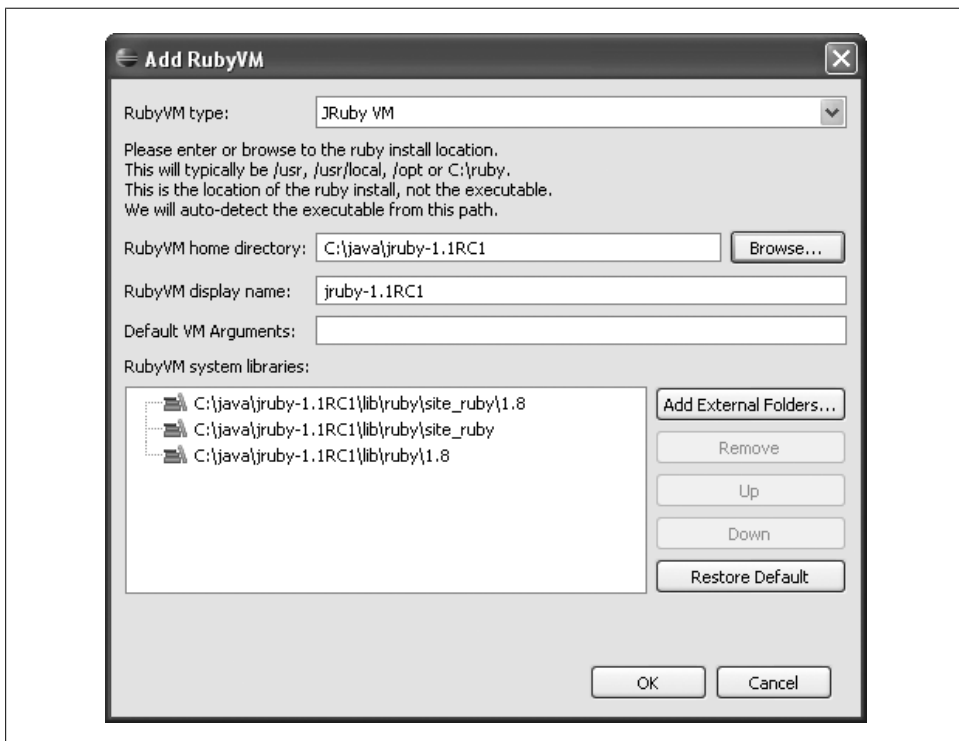 Add RubyVM
RubyVM type: JRuby VM
Please enter or browse to the ruby install location.
This will typically be /usr, /usr/local, /opt or C:\ruby.
This is the location of the ruby install, not the executable.
We will auto-detect the executable from this path.
RubyVM home directory: C:\java\jruby-1.1RC1 Browse...
RubyVM display name: jruby-1.1RC1
Default VM Arguments:
RubyVM system libraries:
C:\java\jruby-1.1RC1\lib\ruby\site_ruby\1.8
C:\java\jruby-1.1RC1\lib\ruby\site_ruby
C:\java\jruby-1.1RC1\lib\ruby\1.8
Add External Folders...
Remove
Up
Down
Restore Default
OK Cancel